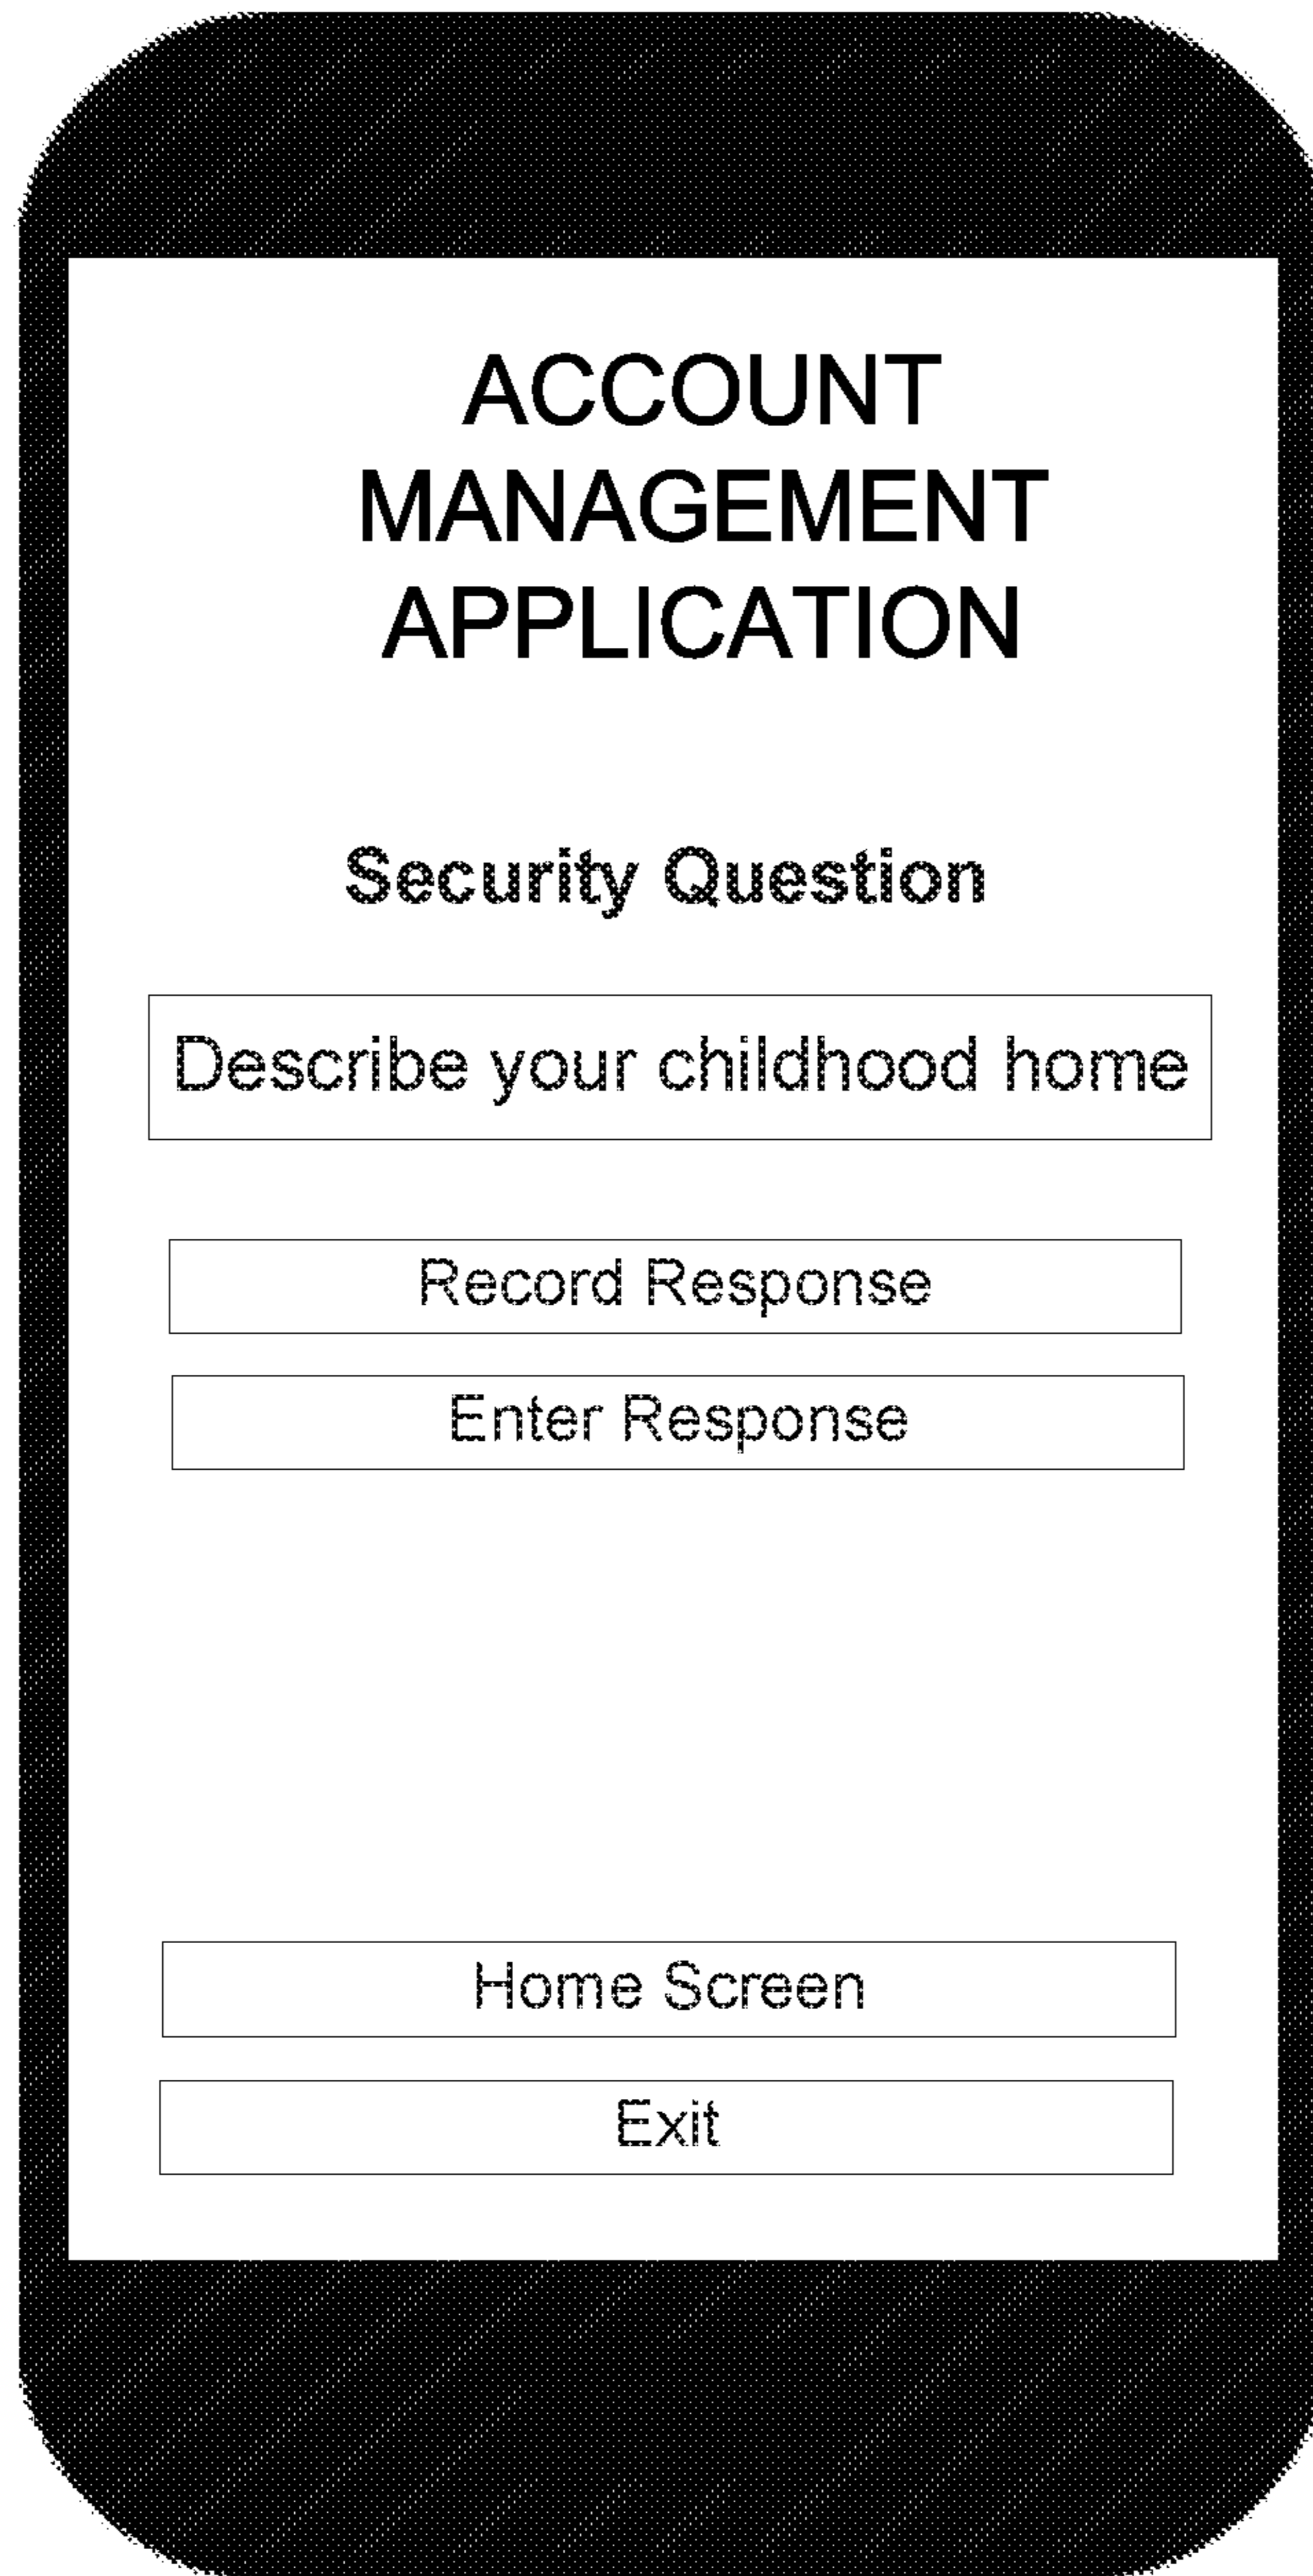 ACCOUNT
MANAGEMENT
APPLICATION
Security Question
Describe your childhood home
Record Response
Enter Response
Home Screen
Exit